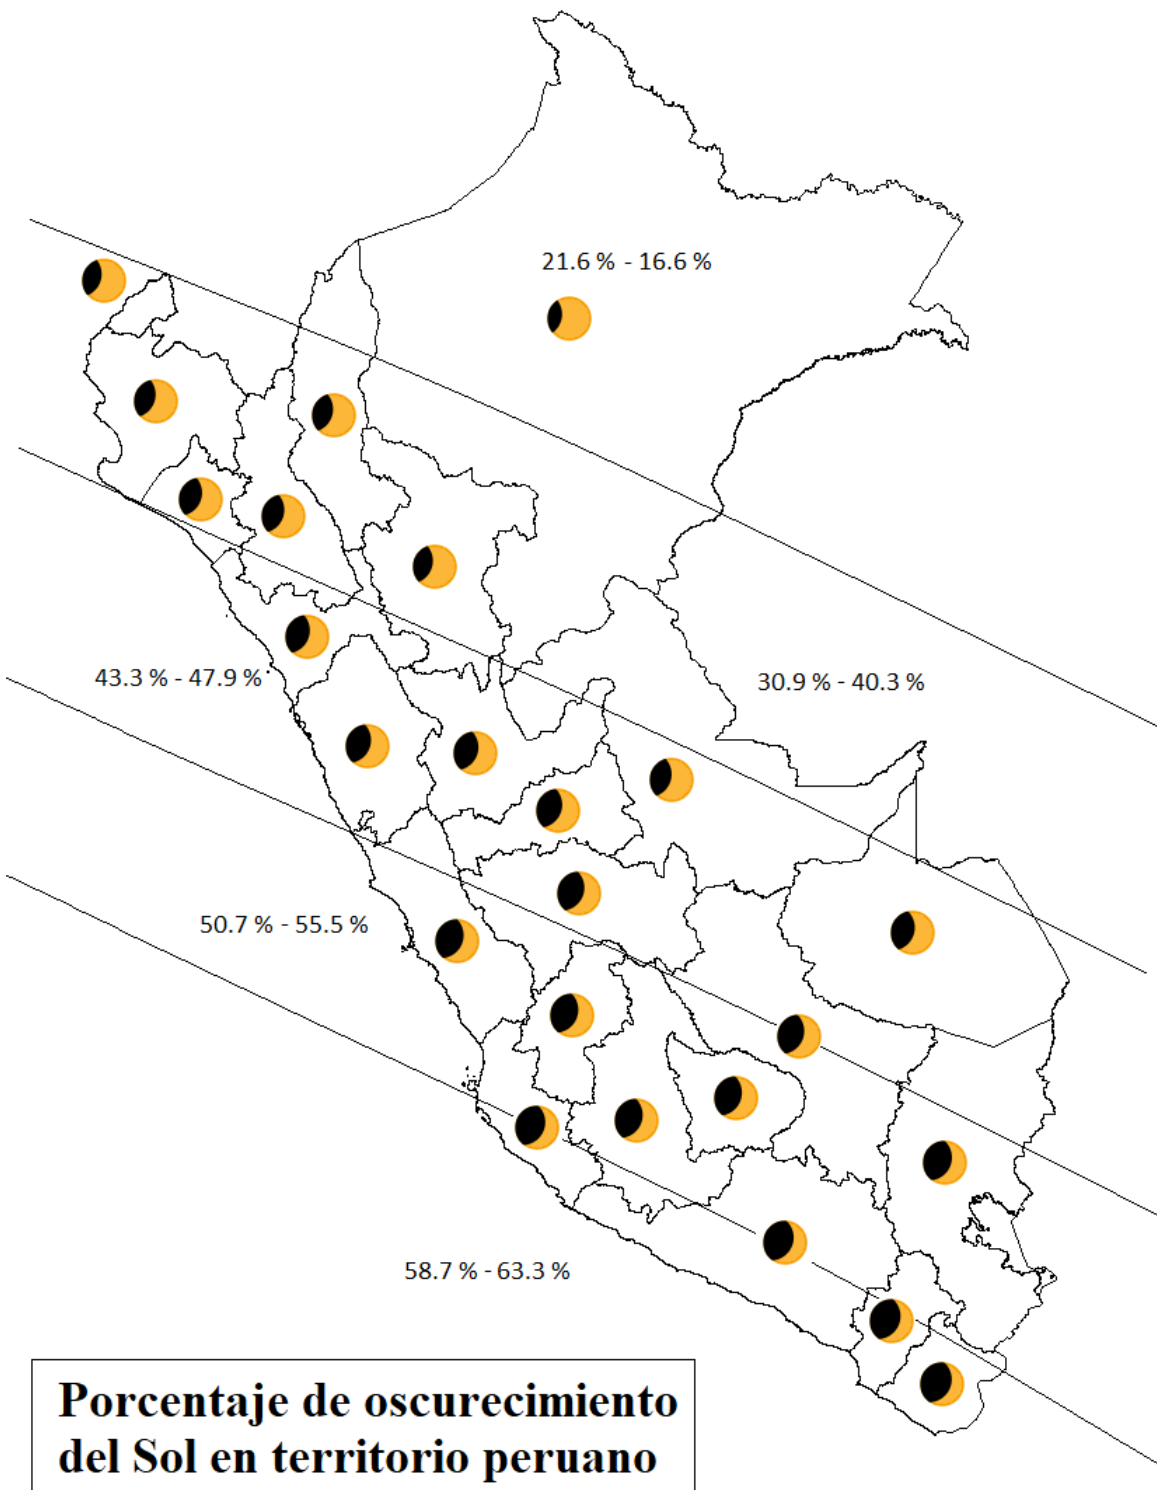 21.6 % - 16.6 %
43.3 % - 47.9 %
30.9 % - 40.3 %
50.7 % - 55.5 %
58.7 % - 63.3 %
Porcentaje de oscurecimiento
del Sol en territorio peruano